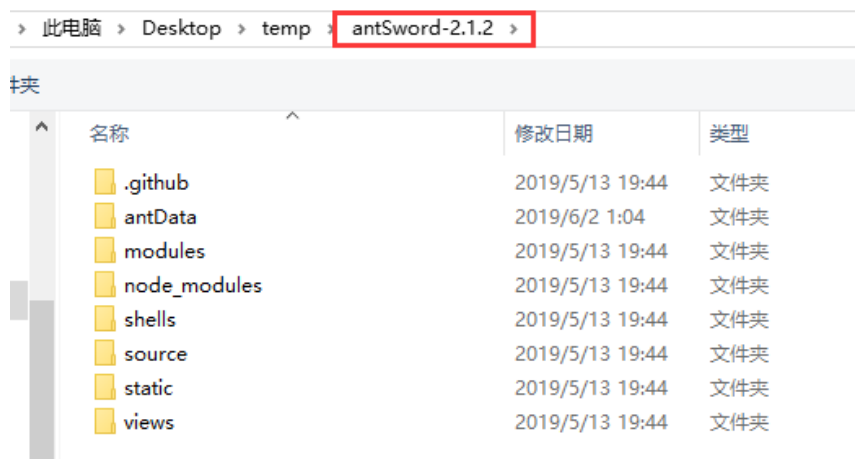 此电脑 Desktop temp antSword-2.1.2
件夹
名称 修改日期 类型
.github 2019/5/13 19:44 文件夹
antData 2019/6/2 1:04 文件夹
modules 2019/5/13 19:44 文件夹
node_modules 2019/5/13 19:44 文件夹
shells 2019/5/13 19:44 文件夹
source 2019/5/13 19:44 文件夹
static 2019/5/13 19:44 文件夹
views 2019/5/13 19:44 文件夹